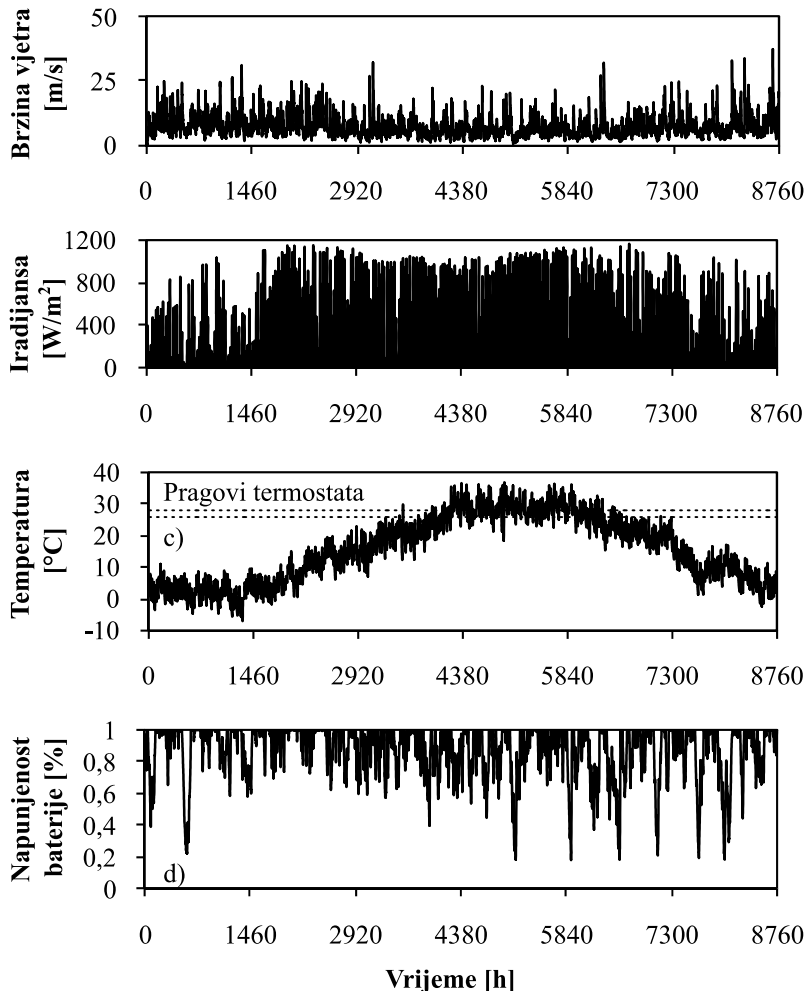 Brzina vjetra
[m/s]
50
25
0
0 1460 2920 4380 5840 7300 8760
Iradijansa
[W/m²]
1200
800
400
0
0 1460 2920 4380 5840 7300 8760
Temperatura
[°C]
40
30
20
10
0
-10
Pragovi termostata
c)
0 1460 2920 4380 5840 7300 8760
Napunjenost
baterije [%]
1
0,8
0,6
0,4
0,2
0
d)
0 1460 2920 4380 5840 7300 8760
Vrijeme [h]